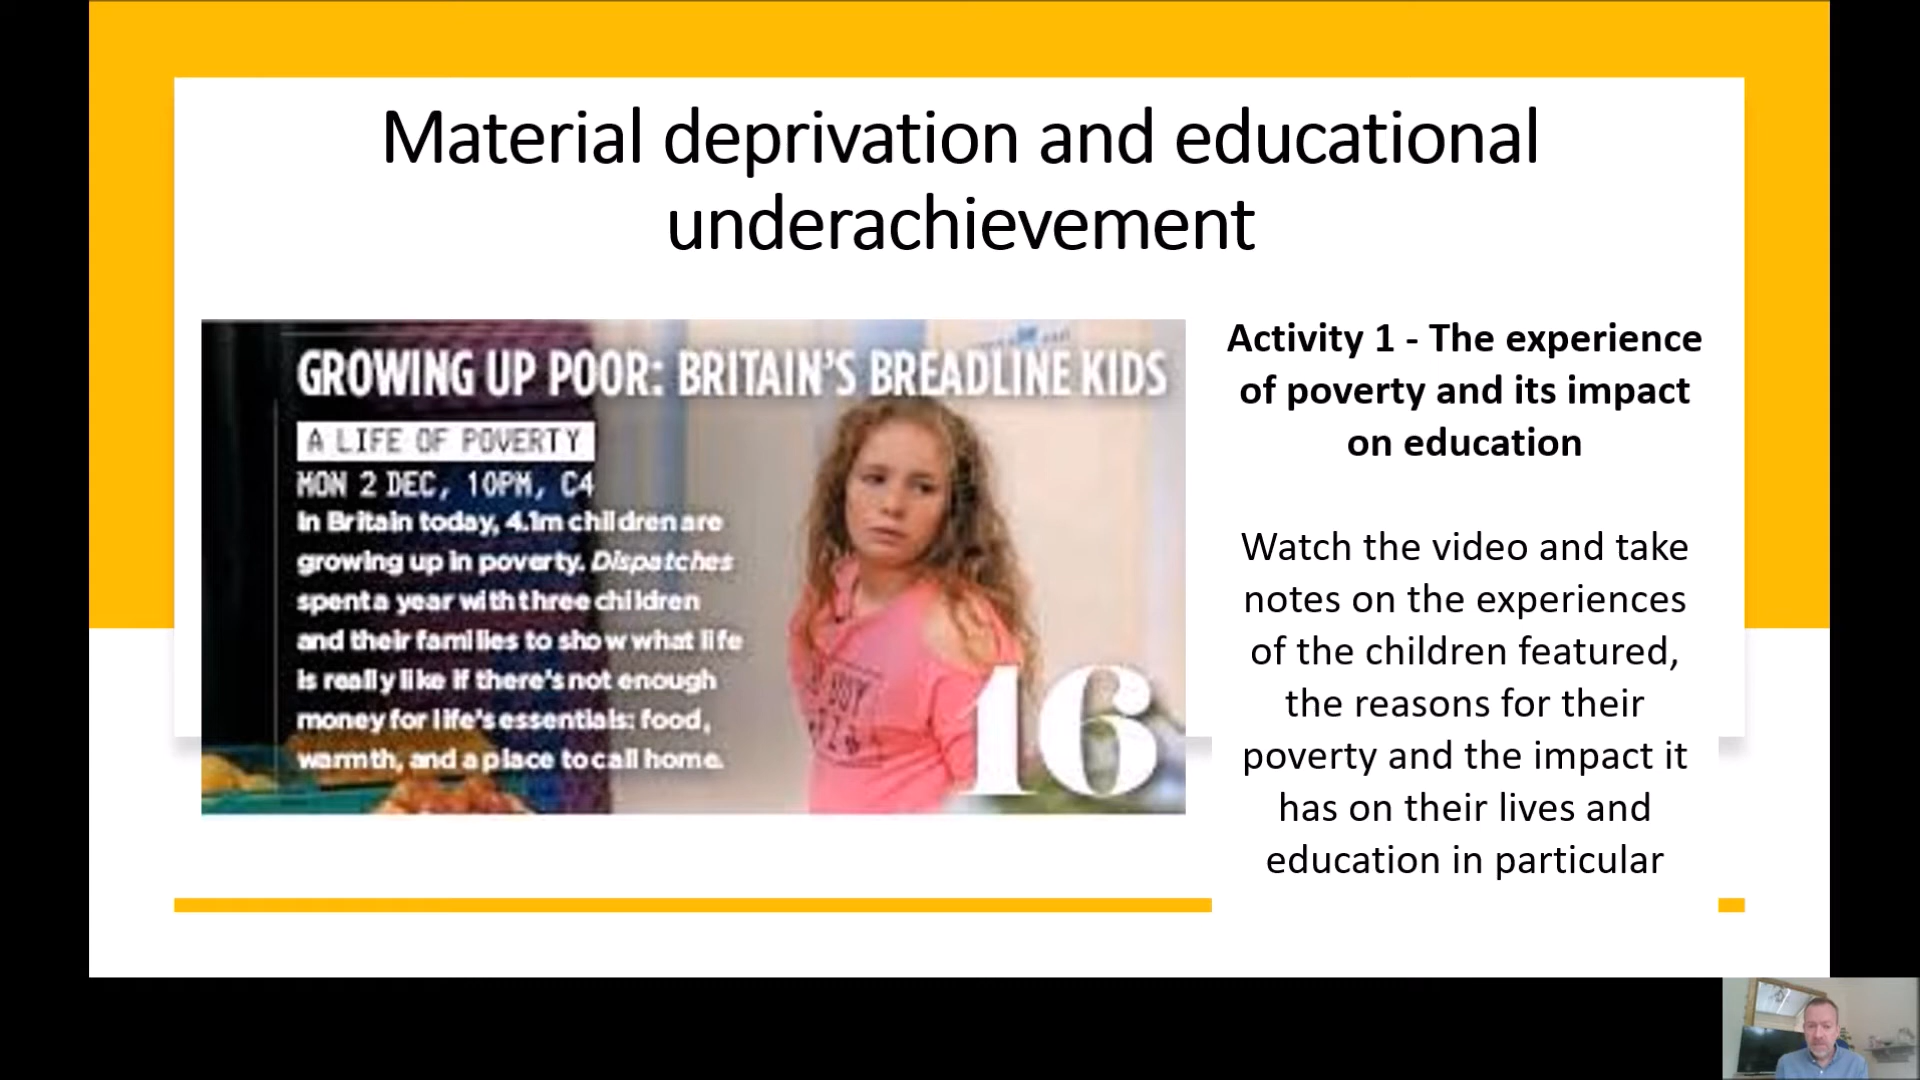 Material deprivation and educational
underachievement
GROWING UP POOR: BRITAIN'S BREADLINE KIDS
A LIFE OF POVERTY
MON 2 DEC, 10PM, C4
In Britain today, 4.1m children are
growing up in poverty. Dispatches
spent a year with three children
and their families to show what life
is really like if there's not enough
money for life's essentials: food,
warmth, and a place to call home.
16
Activity 1 - The experience
of poverty and its impact
on education
Watch the video and take
notes on the experiences
of the children featured,
the reasons for their
poverty and the impact it
has on their lives and
education in particular